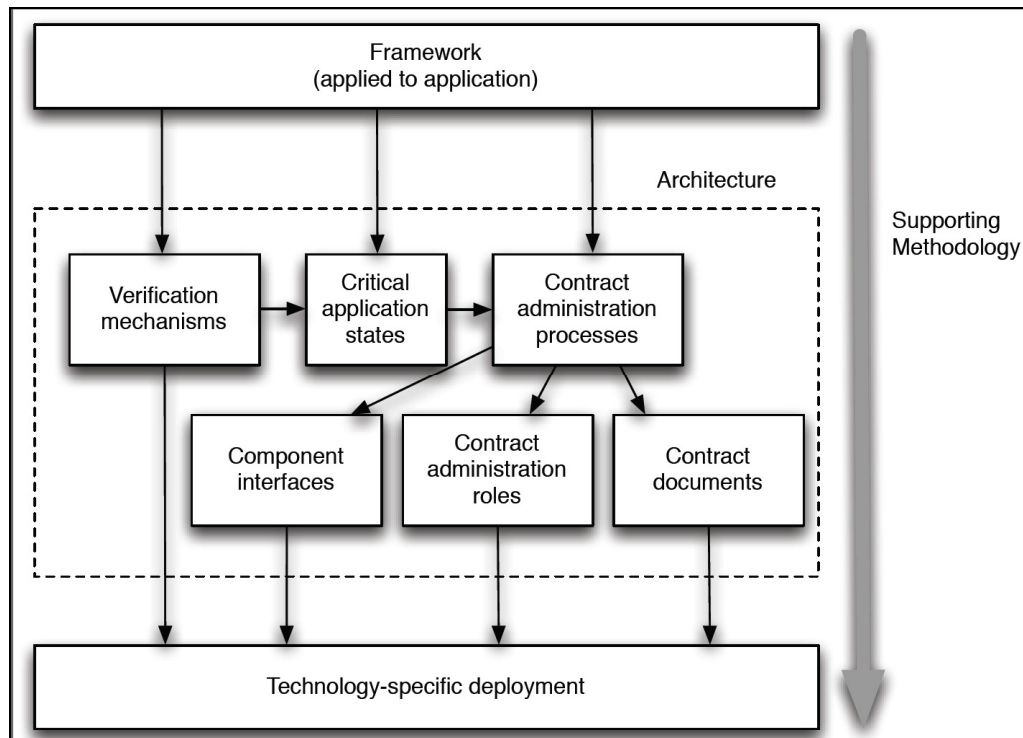 Framework
(applied to application)
Architecture
Supporting
Methodology
Verification
mechanisms
Critical
application
states
Contract
administration
processes
Component
interfaces
Contract
administration
roles
Contract
documents
Technology-specific deployment